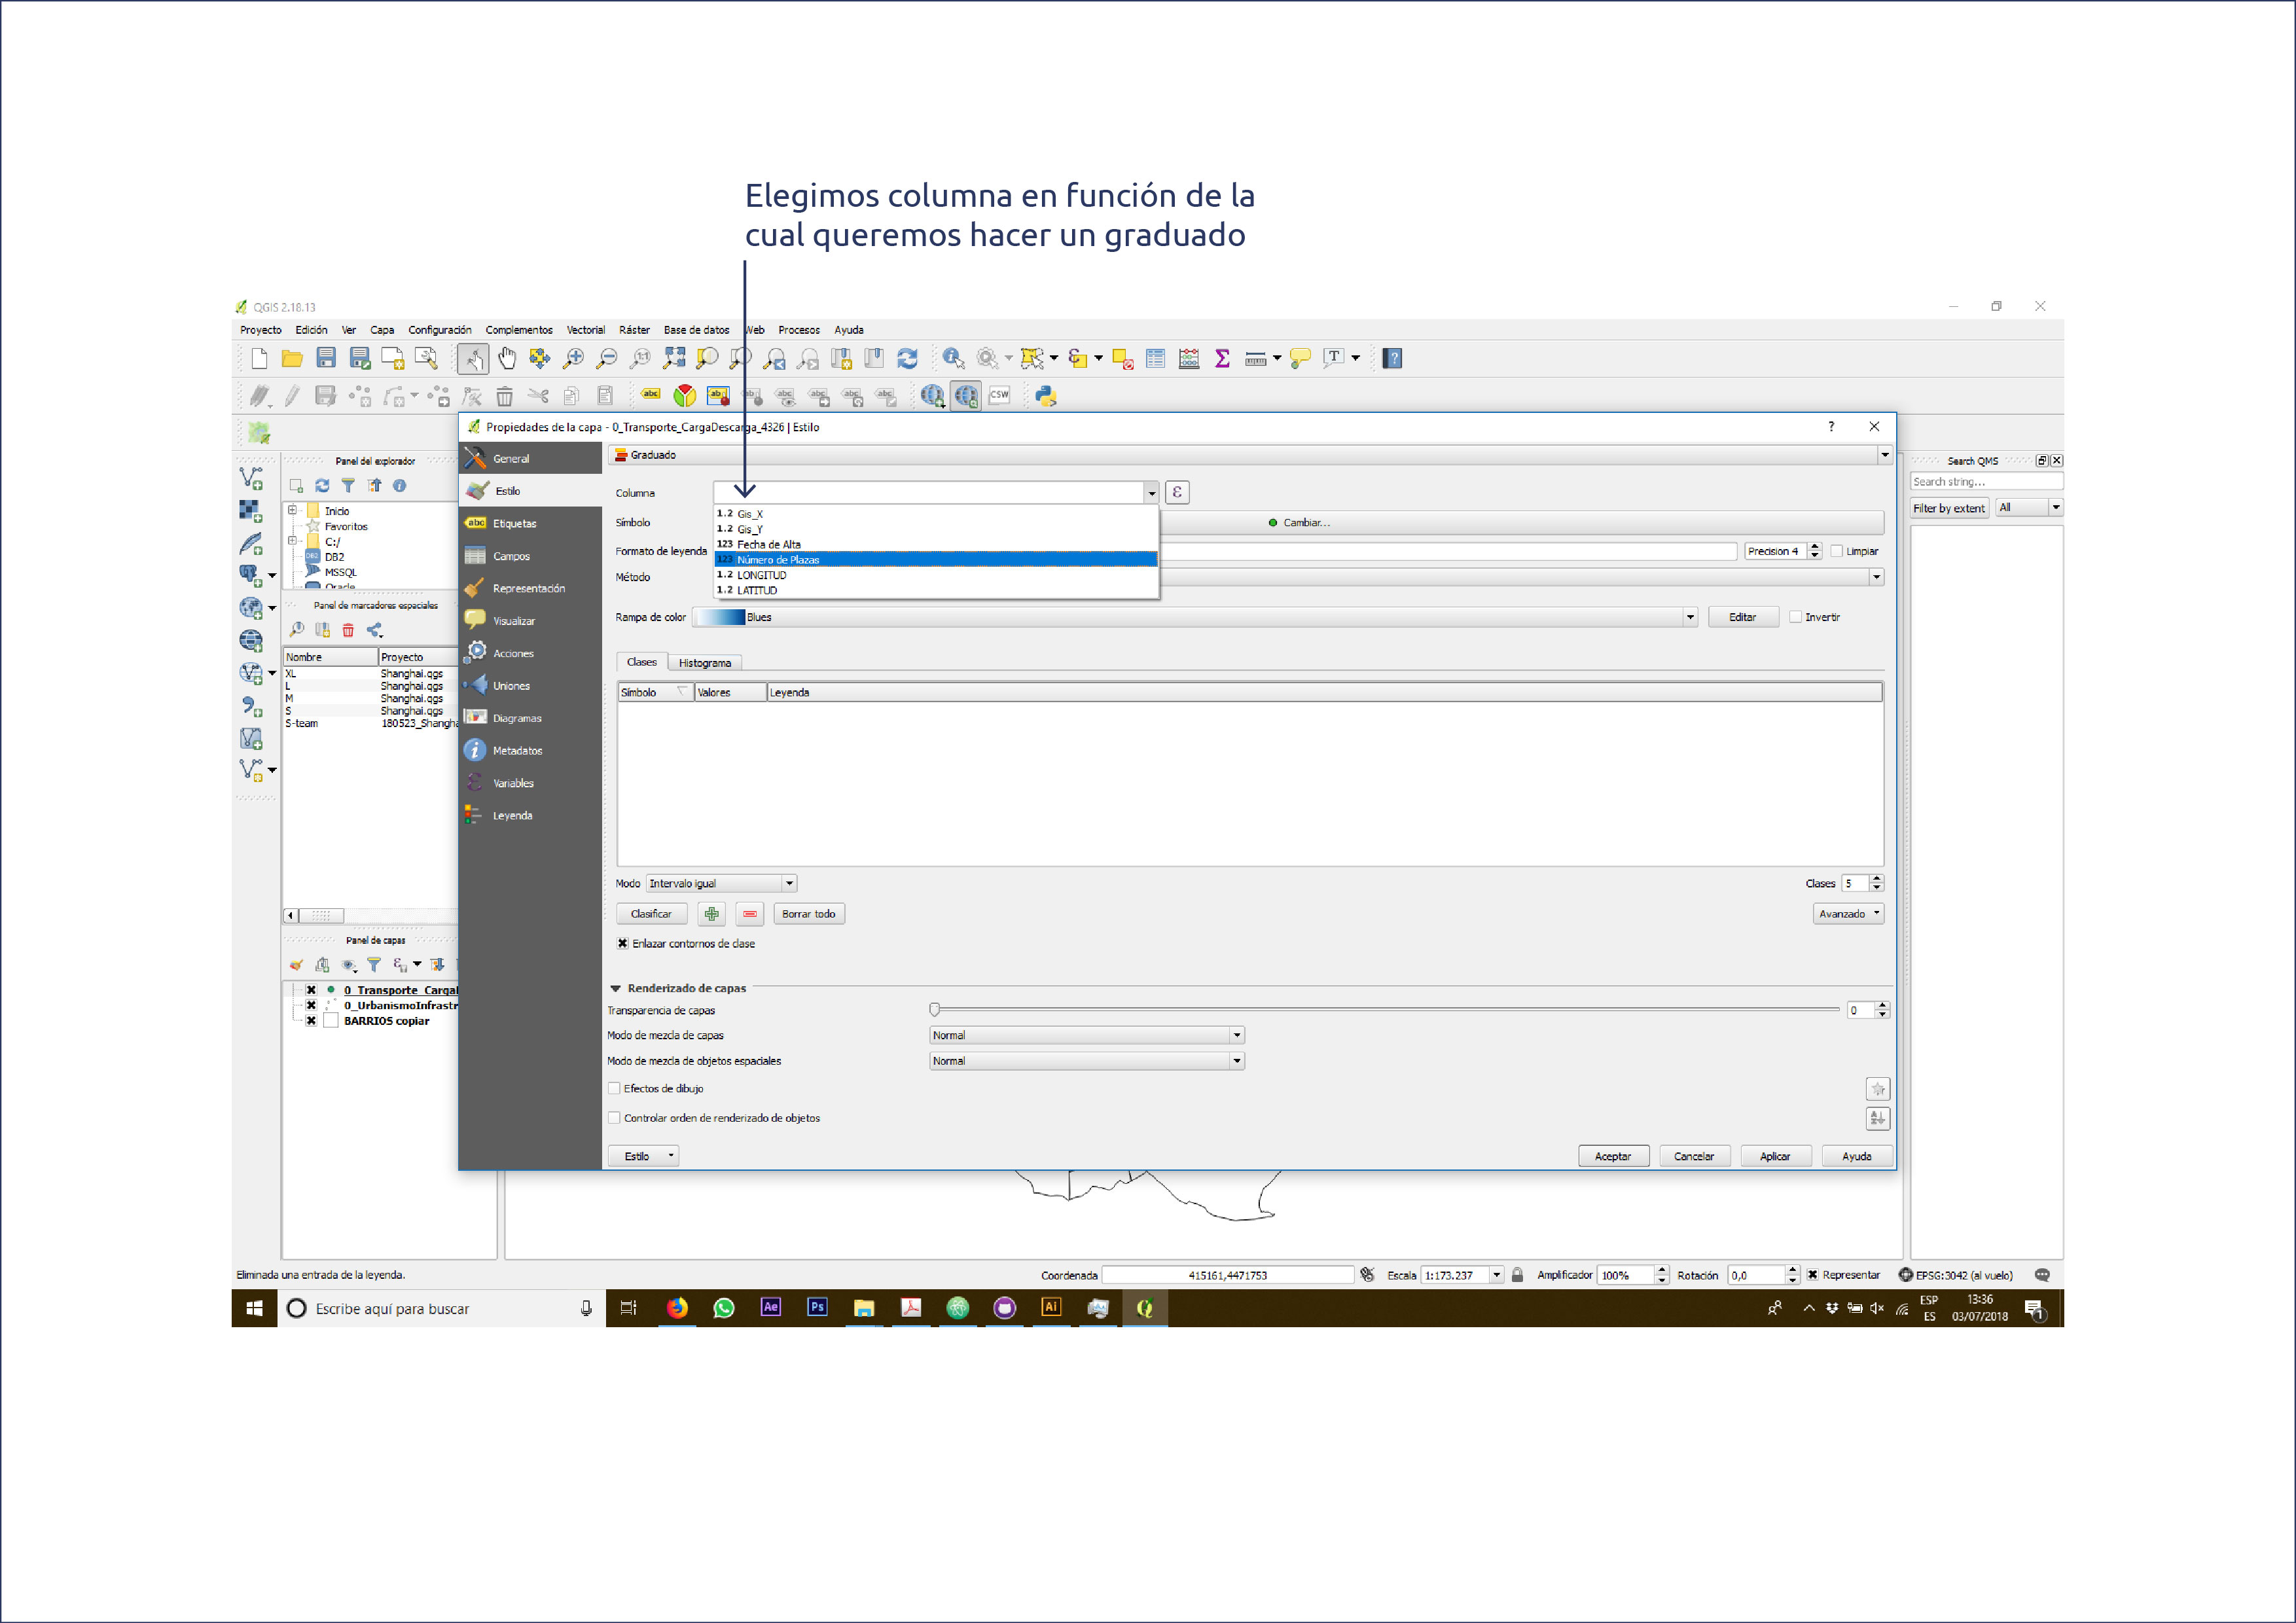 Elegimos columna en función de la
cual queremos hacer un graduado
QGIS 2.18.13
Proyecto Edición Ver Capa Configuración Complementos Vectorial Ráster Base de datos Web Procesos Ayuda
Propiedades de la capa - 0_Transporte_CargaDescarga_4326 | Estilo
General
Estilo
Etiquetas
Campos
Representación
Visualizar
Acciones
Uniones
Diagramas
Metadatos
Variables
Leyenda
Graduado
Columna
1.2 Gis_X
1.2 Gis_Y
123 Fecha de Alta
123 Número de Plazas
1.2 LONGITUD
1.2 LATITUD
Símbolo
Cambiar...
Formato de leyenda
Precision 4
Limpiar
Método
Rampa de color
Blues
Editar
Invertir
Clases Histograma
Símbolo Valores Leyenda
Modo Intervalo igual
Clases 5
Clasificar
Borrar todo
Avanzado
Enlazar contornos de clase
Renderizado de capas
Transparencia de capas
0
Modo de mezcla de capas
Normal
Modo de mezcla de objetos espaciales
Normal
Efectos de dibujo
Controlar orden de renderizado de objetos
Estilo
Aceptar Cancelar Aplicar Ayuda
Panel del explorador
Inicio
Favoritos
C:/
DB2
MSSQL
Oracle
Panel de marcadores espaciales
Nombre Proyecto
XL Shanghai.qgs
L Shanghai.qgs
M Shanghai.qgs
S Shanghai.qgs
S-team 180523_Shangha
Panel de capas
0_Transporte_Cargal
0_UrbanismoInfrastr
BARRIOS copiar
Search QMS
Search string...
Filter by extent All
Eliminada una entrada de la leyenda.
Coordenada 415161,4471753 Escala 1:173.237 Amplificador 100% Rotación 0,0 Representar EPSG:3042 (al vuelo)
Escribe aquí para buscar
Ae
Ps
Ai
ESP
ES
13:36
03/07/2018
1